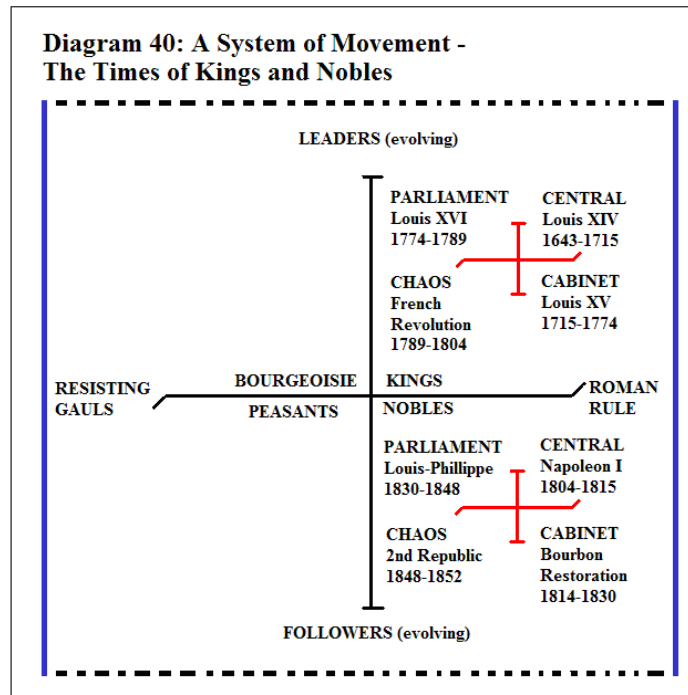 Diagram 40: A System of Movement -
The Times of Kings and Nobles
LEADERS (evolving)
PARLIAMENT
Louis XVI
1774-1789
CENTRAL
Louis XIV
1643-1715
CHAOS
French
Revolution
1789-1804
CABINET
Louis XV
1715-1774
RESISTING
GAULS
BOURGEOISIE
PEASANTS
KINGS
NOBLES
ROMAN
RULE
PARLIAMENT
Louis-Phillippe
1830-1848
CENTRAL
Napoleon I
1804-1815
CHAOS
2nd Republic
1848-1852
CABINET
Bourbon
Restoration
1814-1830
FOLLOWERS (evolving)